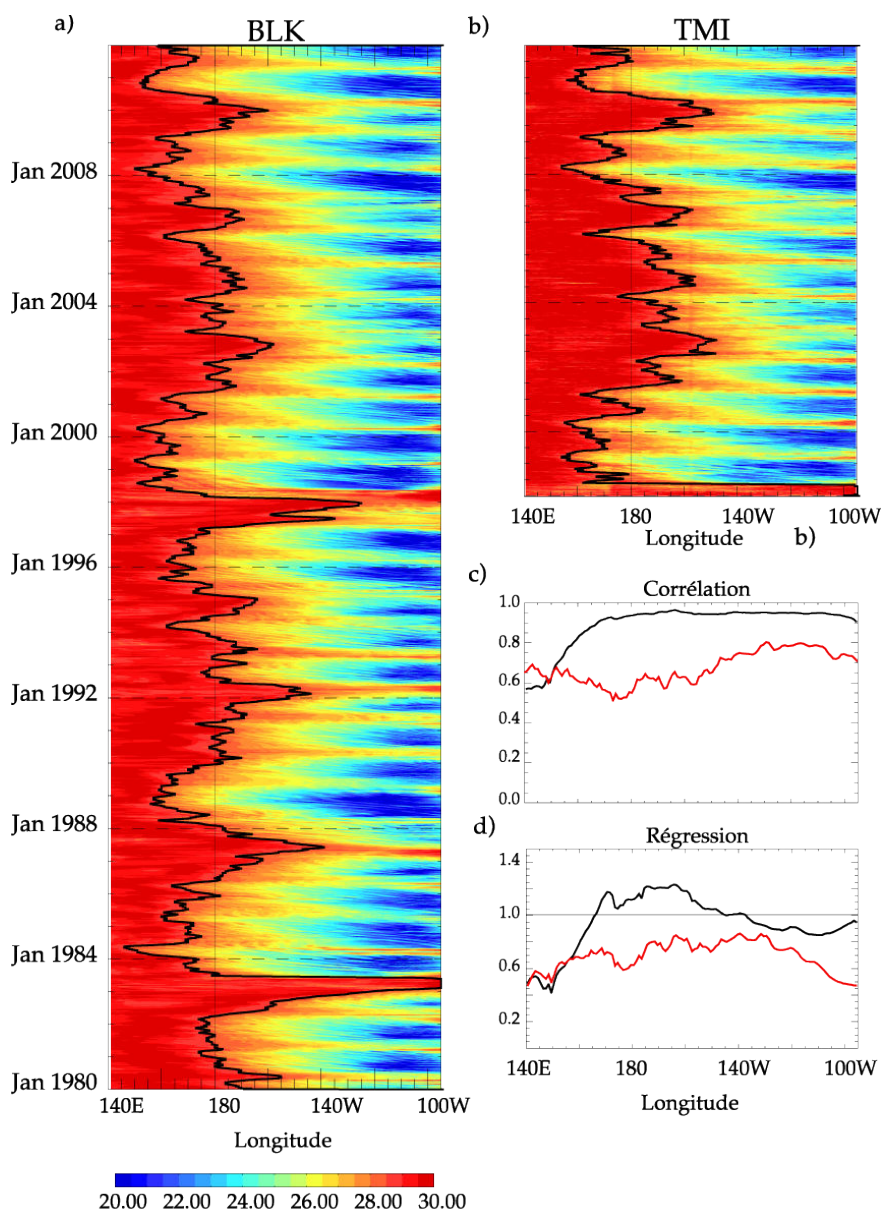 a)
BLK
b)
TMI
Jan 2008
Jan 2004
Jan 2000
Jan 1996
Jan 1992
Jan 1988
Jan 1984
Jan 1980
140E 180 140W 100W
Longitude
20.00 22.00 24.00 26.00 28.00 30.00
140E 180 140W 100W
Longitude
b)
c)
Corrélation
1.0
0.8
0.6
0.4
0.2
0.0
d)
Régression
1.4
1.0
0.6
0.2
140E 180 140W 100W
Longitude